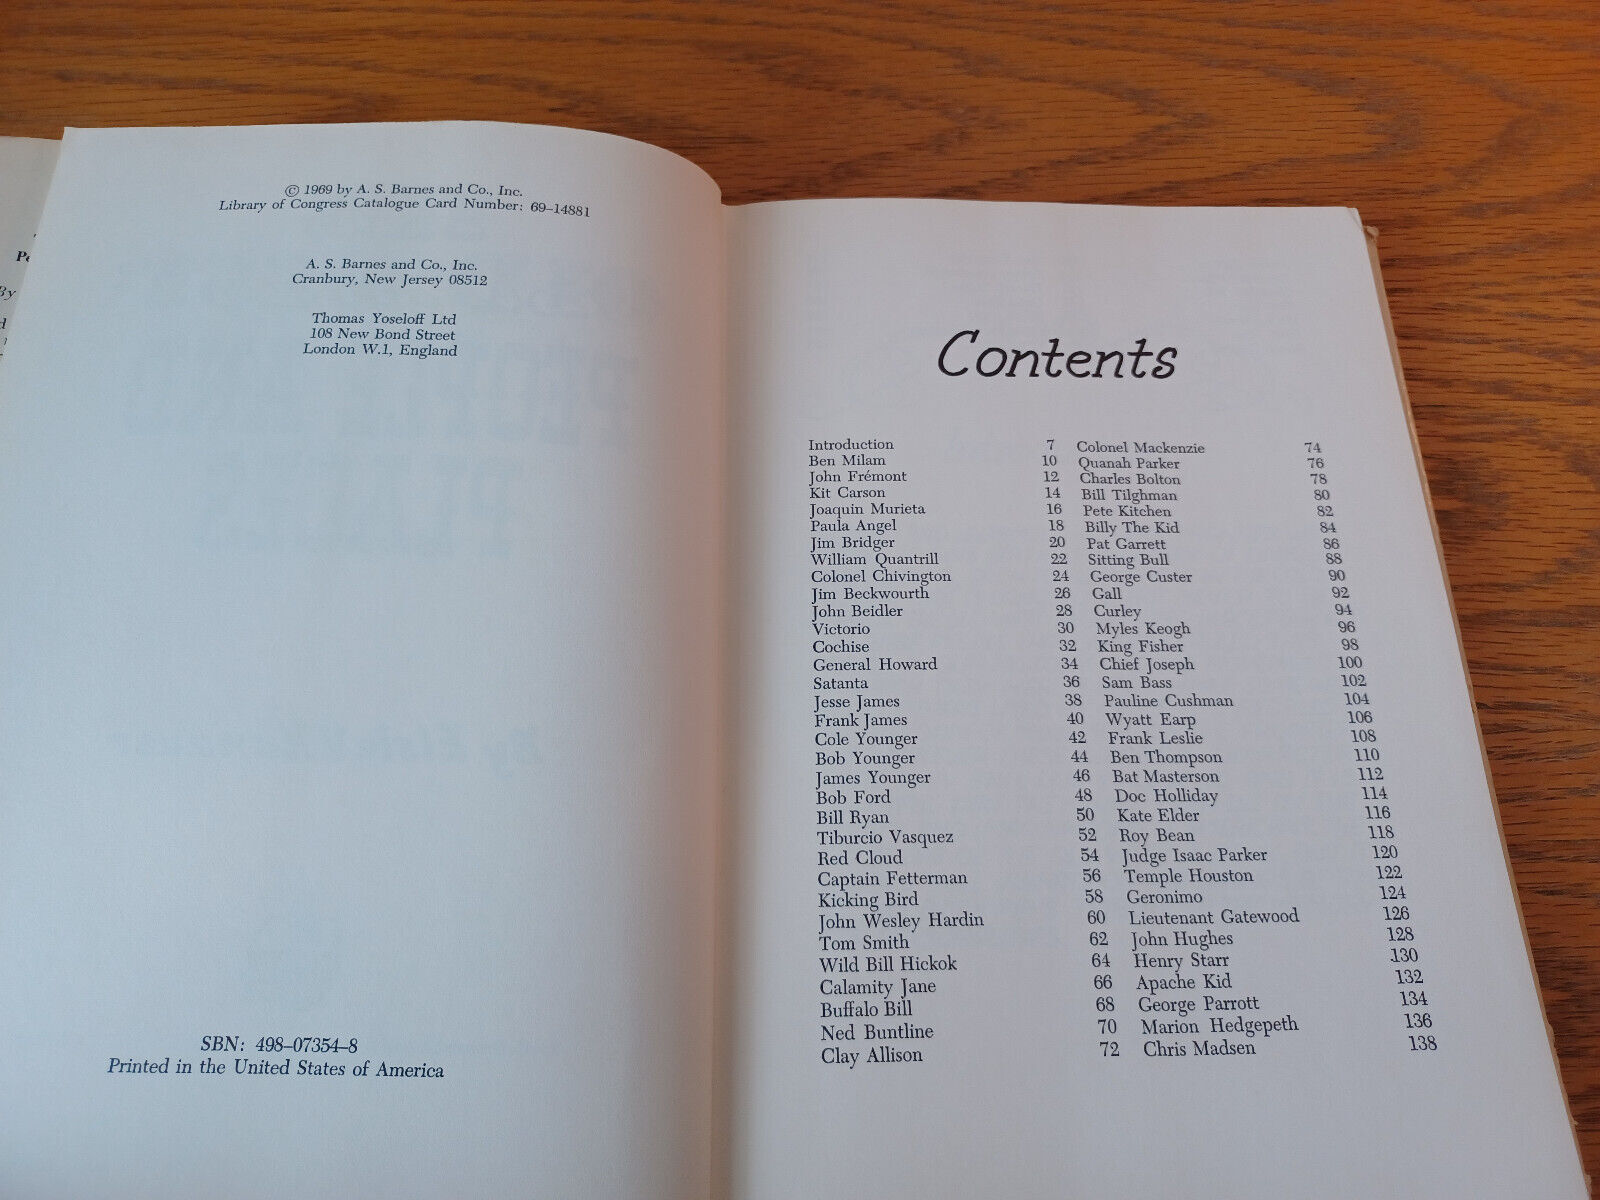 © 1969 by A. S. Barnes and Co., Inc.
Library of Congress Catalogue Card Number: 69–14881
A. S. Barnes and Co., Inc.
Cranbury, New Jersey 08512
Thomas Yoseloff Ltd
108 New Bond Street
London W.1, England
SBN: 498–07354–8
Printed in the United States of America
By
Contents
Introduction 7
Ben Milam 10
John Frémont 12
Kit Carson 14
Joaquin Murieta 16
Paula Angel 18
Jim Bridger 20
William Quantrill 22
Colonel Chivington 24
Jim Beckwourth 26
John Beidler 28
Victorio 30
Cochise 32
General Howard 34
Satanta 36
Jesse James 38
Frank James 40
Cole Younger 42
Bob Younger 44
James Younger 46
Bob Ford 48
Bill Ryan 50
Tiburcio Vasquez 52
Red Cloud 54
Captain Fetterman 56
Kicking Bird 58
John Wesley Hardin 60
Tom Smith 62
Wild Bill Hickok 64
Calamity Jane 66
Buffalo Bill 68
Ned Buntline 70
Clay Allison 72
Colonel Mackenzie 74
Quanah Parker 76
Charles Bolton 78
Bill Tilghman 80
Pete Kitchen 82
Billy The Kid 84
Pat Garrett 86
Sitting Bull 88
George Custer 90
Gall 92
Curley 94
Myles Keogh 96
King Fisher 98
Chief Joseph 100
Sam Bass 102
Pauline Cushman 104
Wyatt Earp 106
Frank Leslie 108
Ben Thompson 110
Bat Masterson 112
Doc Holliday 114
Kate Elder 116
Roy Bean 118
Judge Isaac Parker 120
Temple Houston 122
Geronimo 124
Lieutenant Gatewood 126
John Hughes 128
Henry Starr 130
Apache Kid 132
George Parrott 134
Marion Hedgepeth 136
Chris Madsen 138